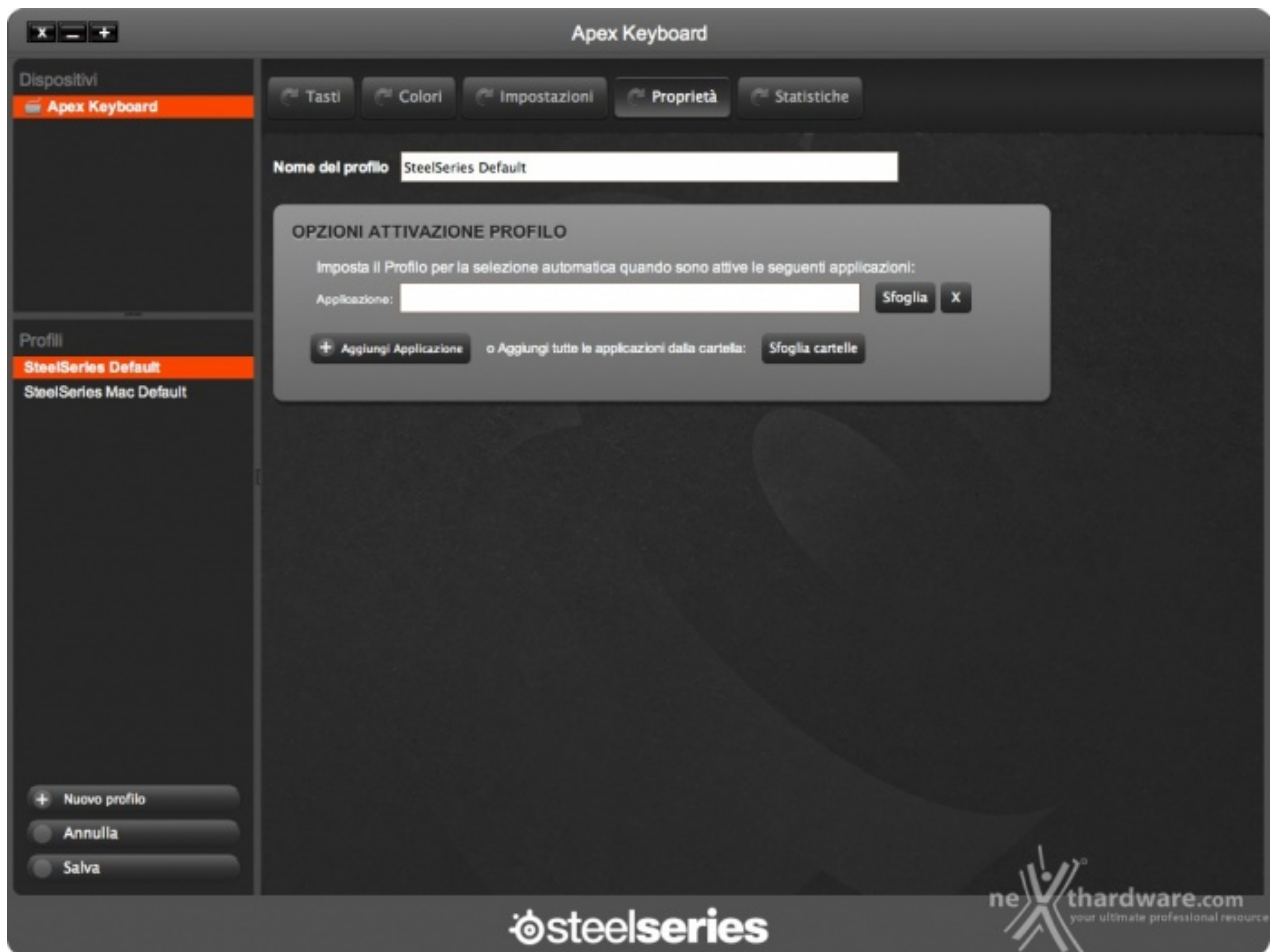 Apex Keyboard
Dispositivi
Apex Keyboard
Tasti
Colori
Impostazioni
Proprietà
Statistiche
Nome del profilo
SteelSeries Default
OPZIONI ATTIVAZIONE PROFILO
Imposta il Profilo per la selezione automatica quando sono attive le seguenti applicazioni:
Applicazione:
Sfoglia
X
+ Aggiungi Applicazione
o Aggiungi tutte le applicazioni dalla cartella:
Sfoglia cartelle
Profili
SteelSeries Default
SteelSeries Mac Default
+ Nuovo profilo
Annulla
Salva
steelseries
nexthardware.com
your ultimate professional resource